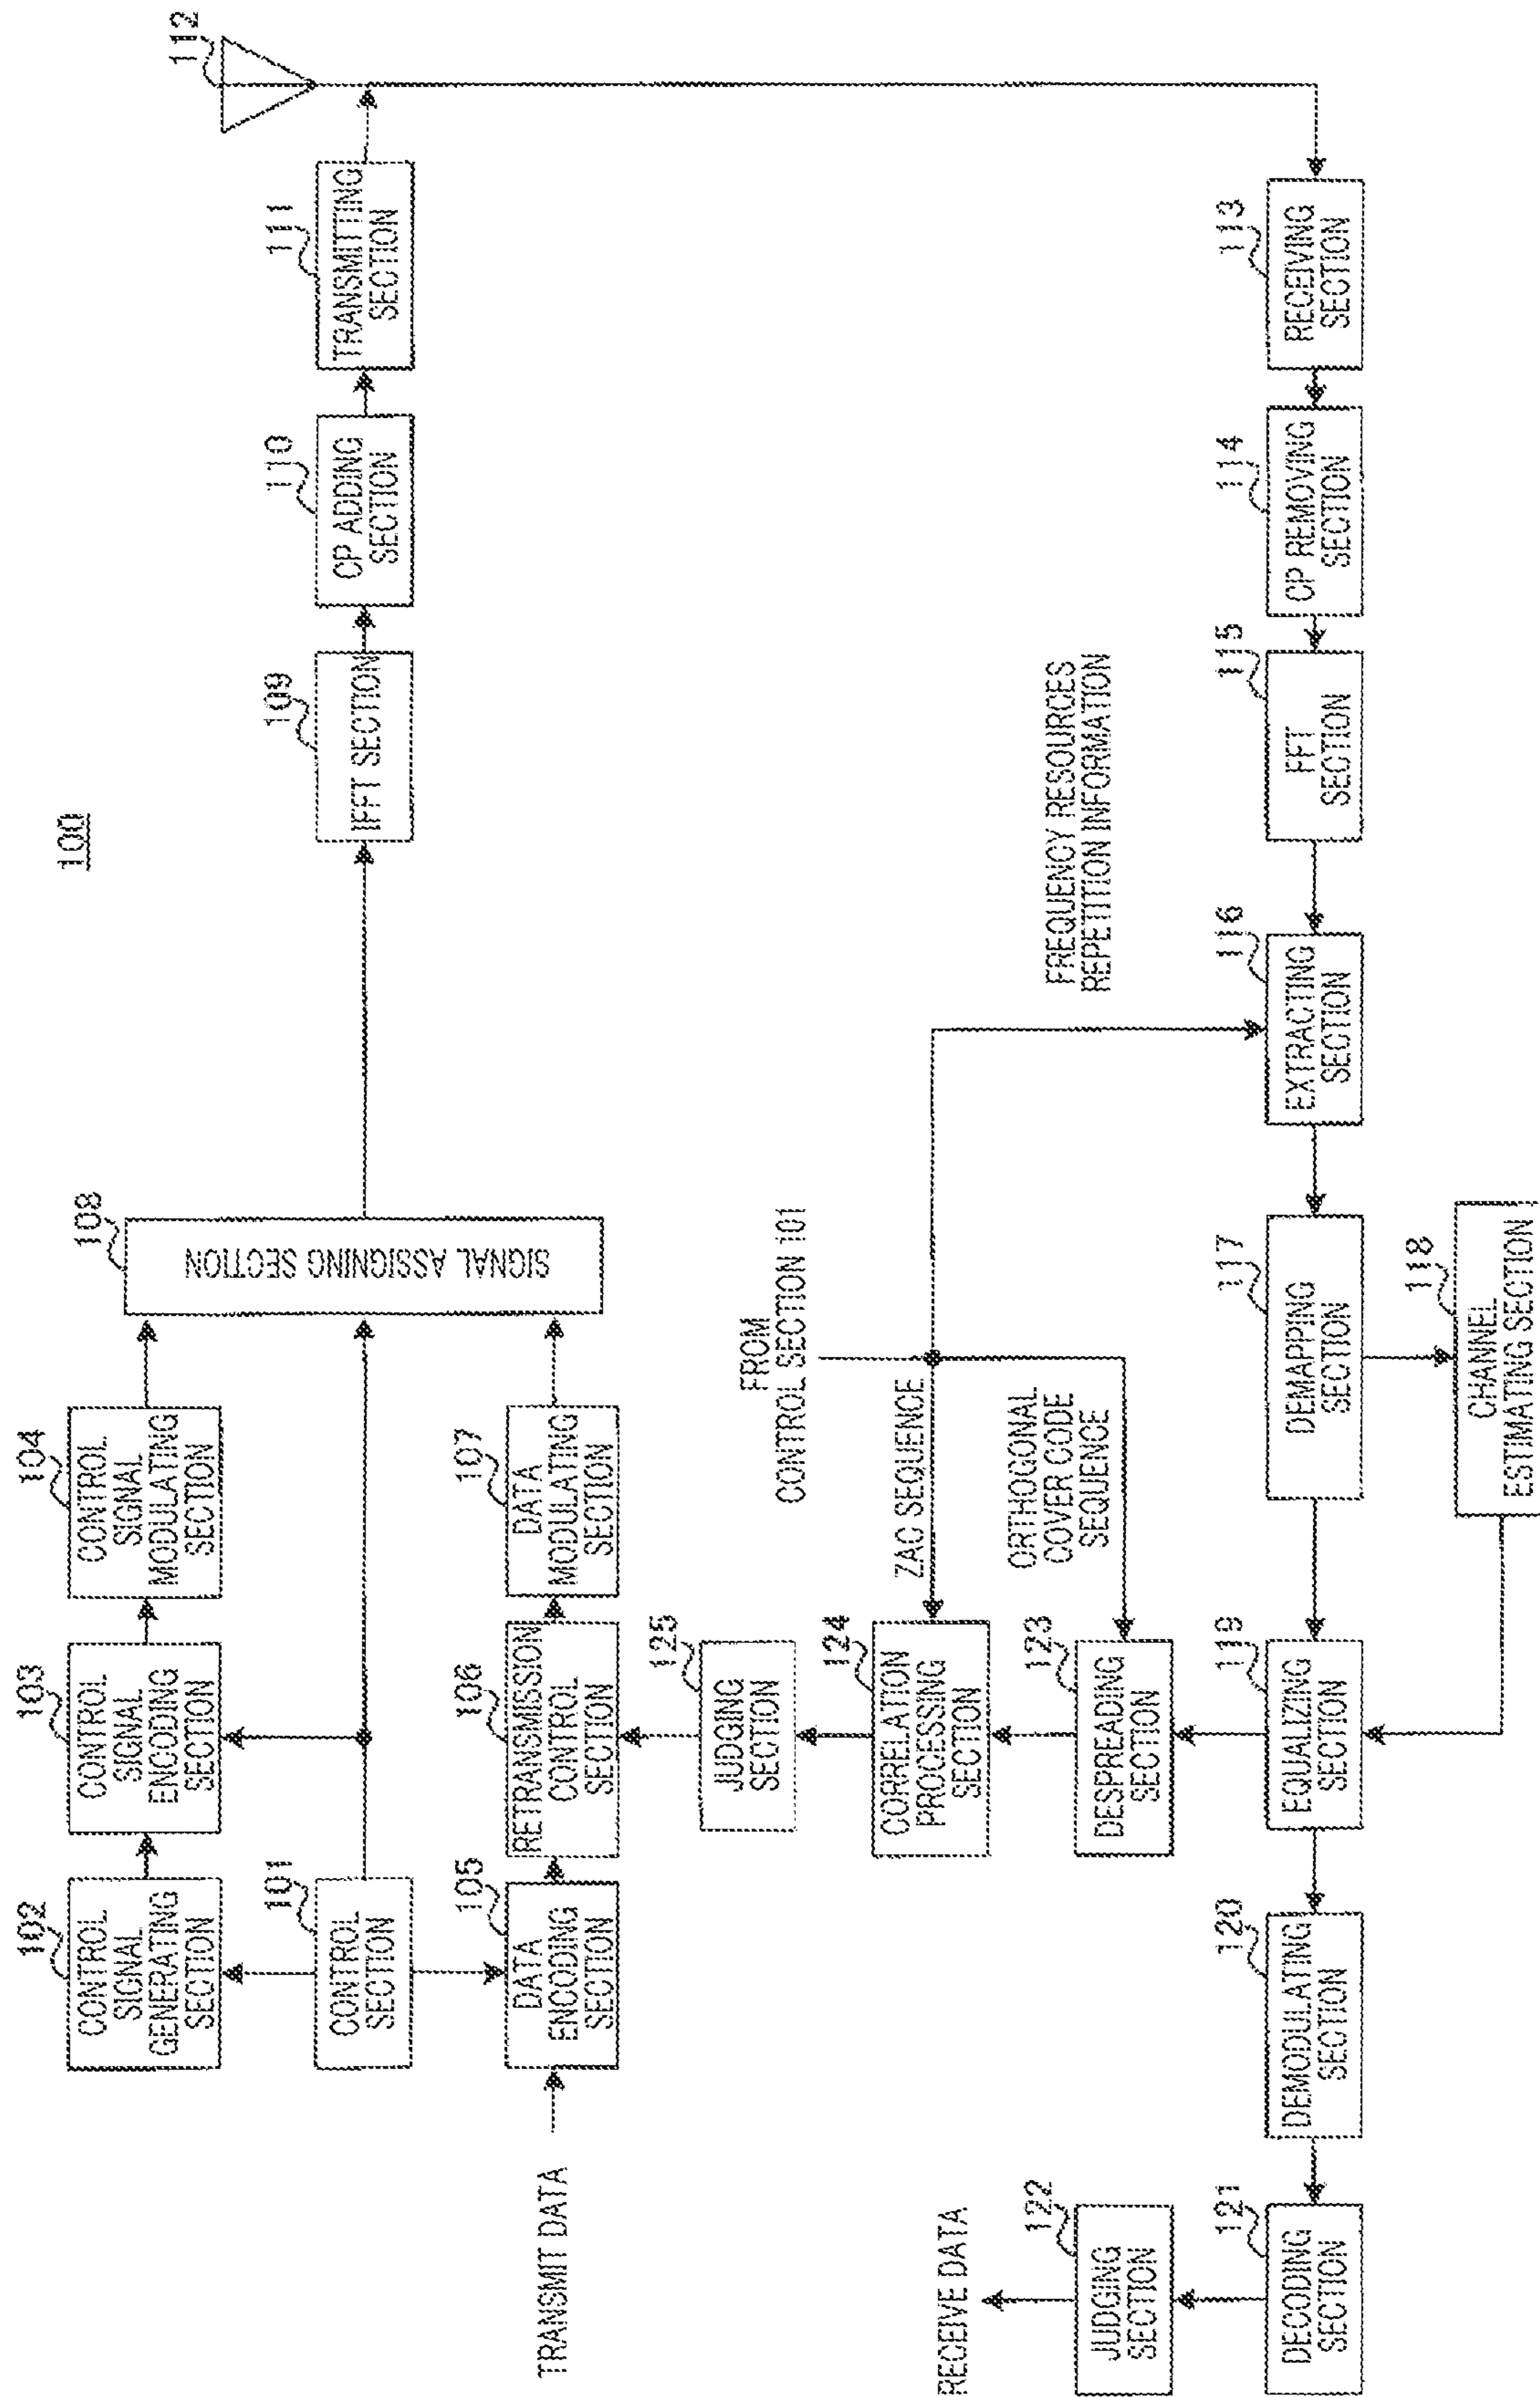 100
102
CONTROL
SIGNAL
GENERATING
SECTION
103
CONTROL
SIGNAL
ENCODING
SECTION
104
CONTROL
SIGNAL
MODULATING
SECTION
101
CONTROL
SECTION
TRANSMIT DATA
105
DATA
ENCODING
SECTION
106
RETRANSMISSION
CONTROL
SECTION
107
DATA
MODULATING
SECTION
108
SIGNAL ASSIGNING SECTION
109
IFFT SECTION
110
CP ADDING
SECTION
111
TRANSMITTING
SECTION
112
125
JUDGING
SECTION
FROM
CONTROL SECTION 101
124
CORRELATION
PROCESSING
SECTION
ZAC SEQUENCE
123
DESPREADING
SECTION
ORTHOGONAL
COVER CODE
SEQUENCE
FREQUENCY RESOURCES
REPETITION INFORMATION
RECEIVE DATA
122
JUDGING
SECTION
121
DECODING
SECTION
120
DEMODULATING
SECTION
119
EQUALIZING
SECTION
117
DEMAPPING
SECTION
116
EXTRACTING
SECTION
115
FFT
SECTION
114
CP REMOVING
SECTION
113
RECEIVING
SECTION
118
CHANNEL
ESTIMATING SECTION